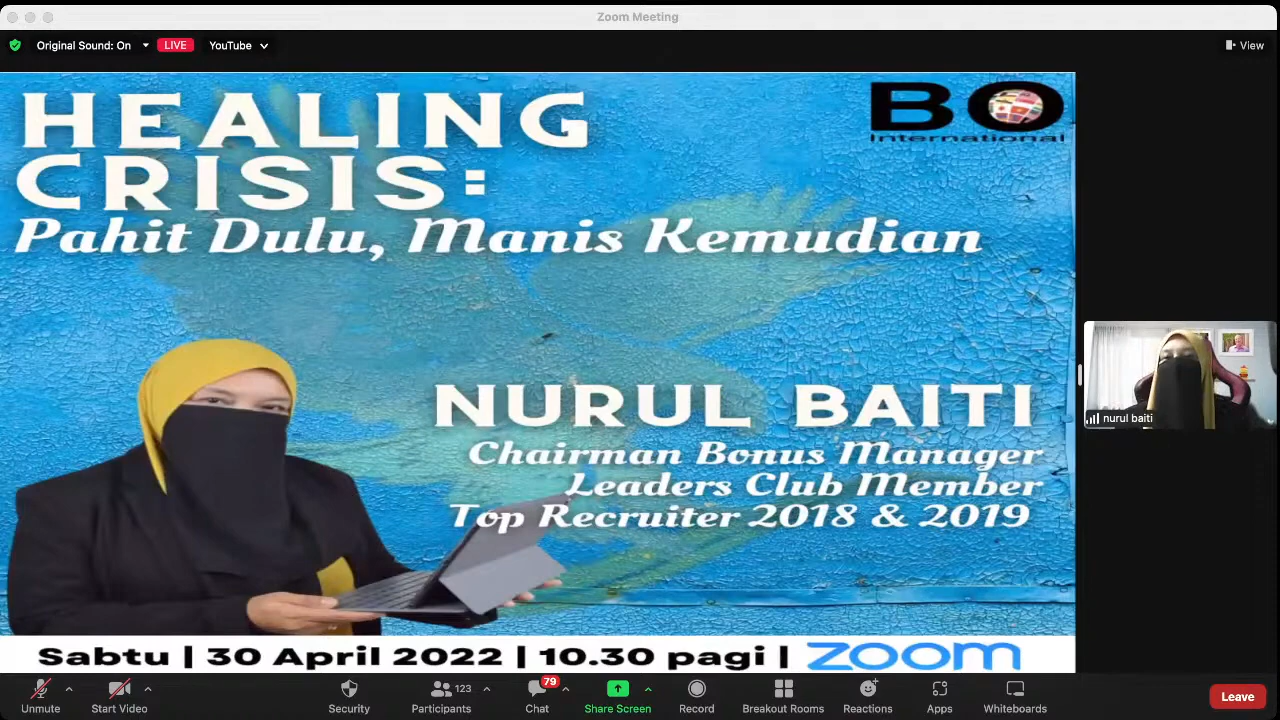 Zoom Meeting
Original Sound: On
LIVE
YouTube
View
HEALING
CRISIS:
Pahit Dulu, Manis Kemudian
BO
International
NURUL BAITI
Chairman Bonus Manager
Leaders Club Member
Top Recruiter 2018 & 2019
nurul baiti
Sabtu | 30 April 2022 | 10.30 pagi | zoom
Unmute
Start Video
Security
Participants 123
Chat 79
Share Screen
Record
Breakout Rooms
Reactions
Apps
Whiteboards
Leave